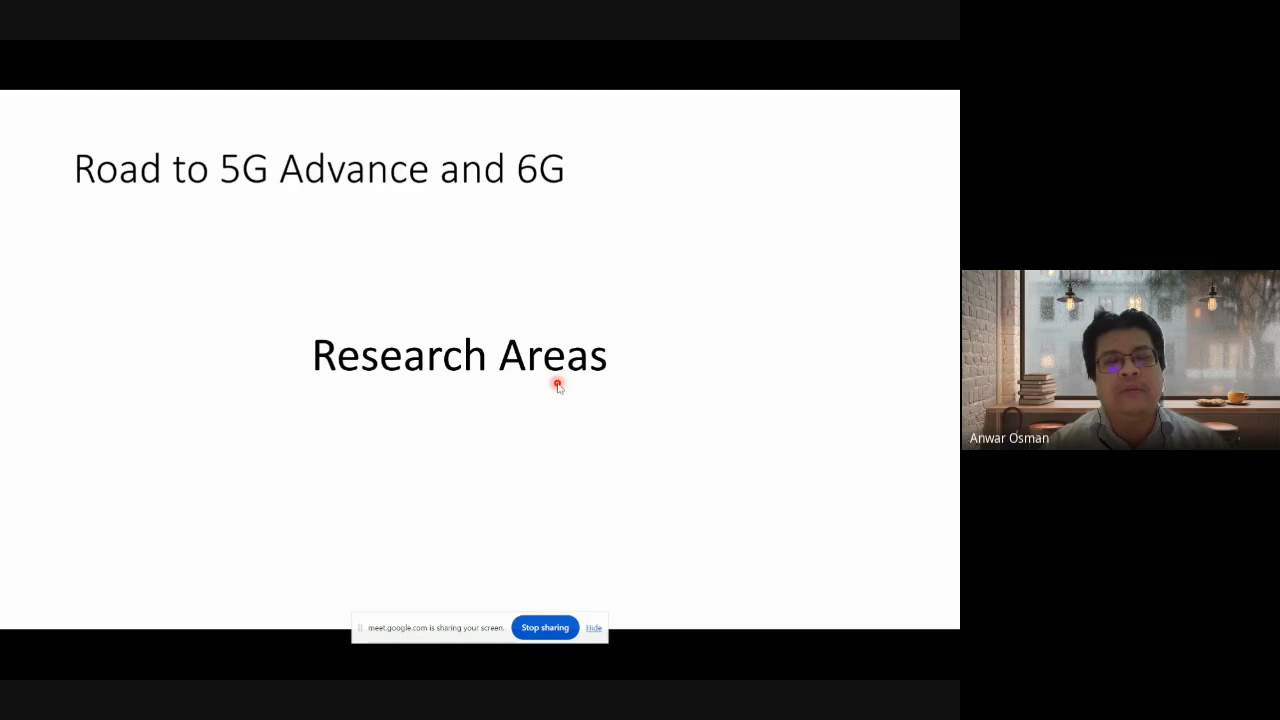 Road to 5G Advance and 6G
Research Areas
meet.google.com is sharing your screen.
Stop sharing
Hide
Anwar Osman